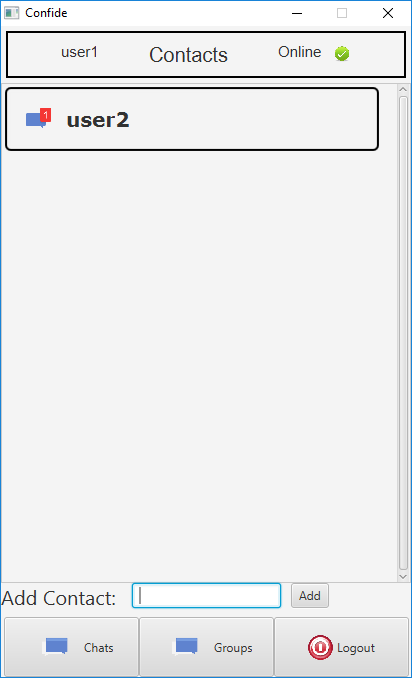 Confide
user1 Contacts Online
1
user2
Add Contact: Add
Chats Groups Logout